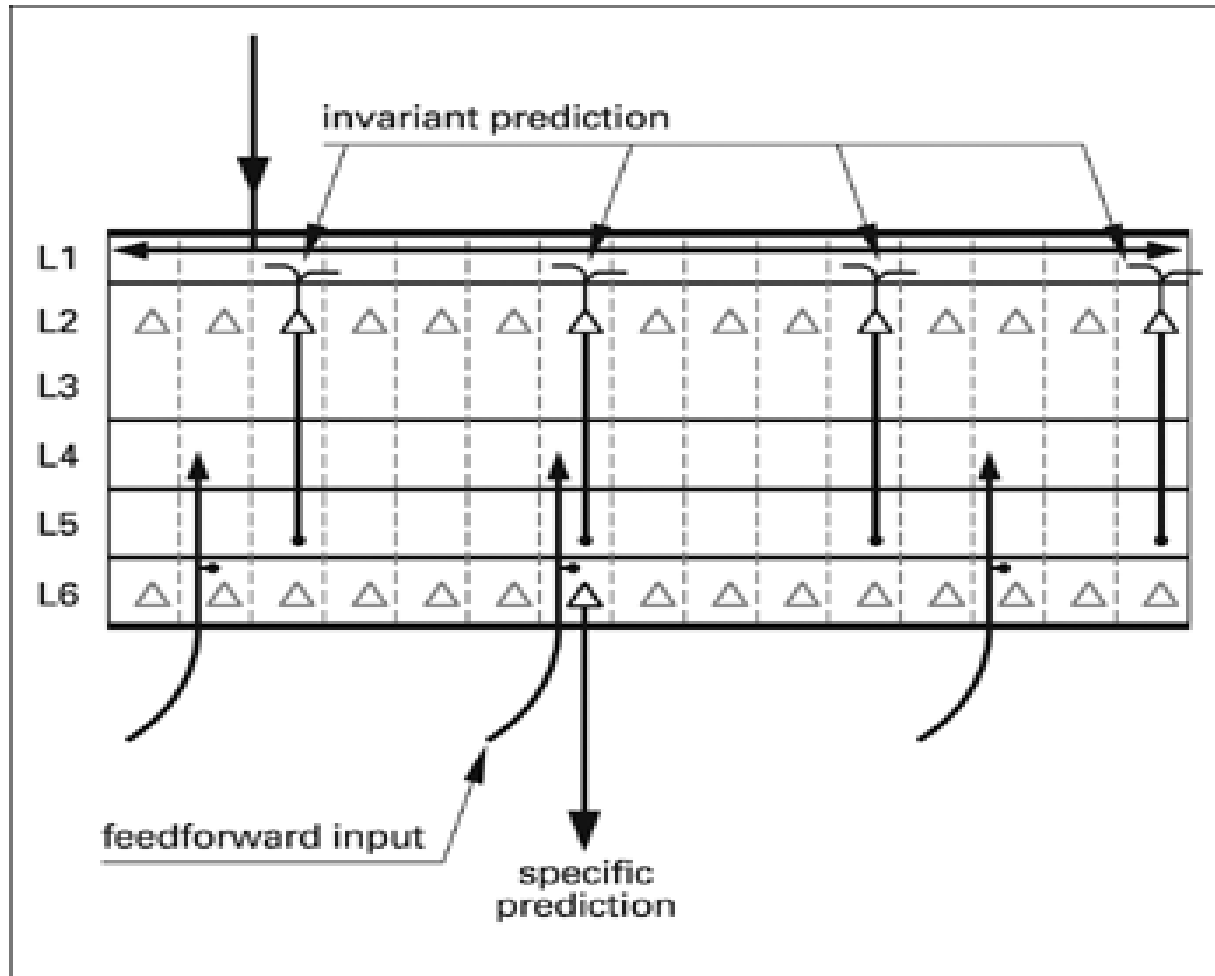 invariant prediction
L1
L2
L3
L4
L5
L6
feedforward input
specific
prediction